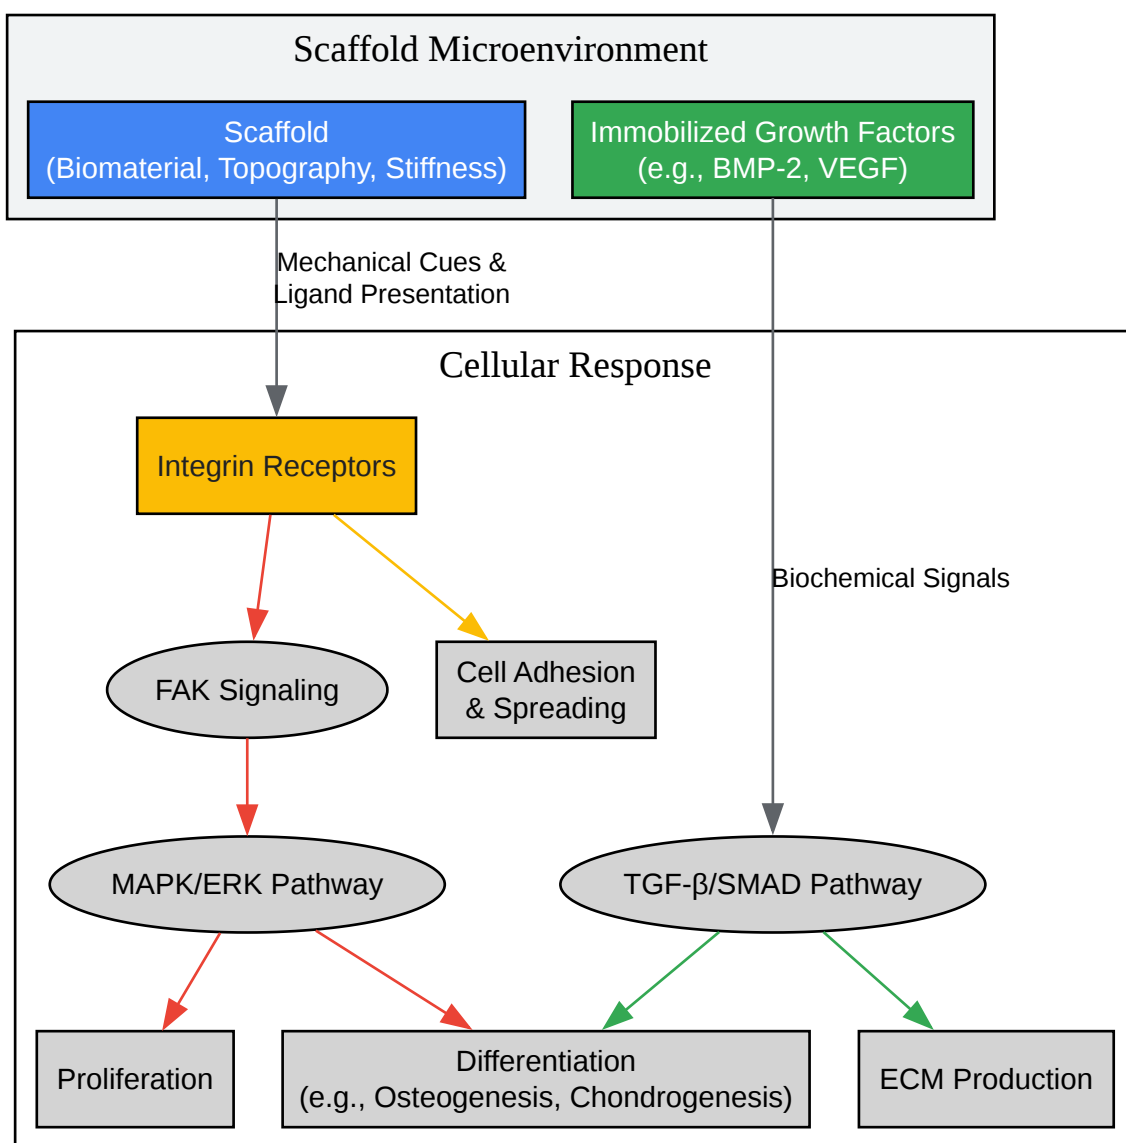 Scaffold Microenvironment
Scaffold
(Biomaterial, Topography, Stiffness)
Immobilized Growth Factors
(e.g., BMP-2, VEGF)
Mechanical Cues &
Ligand Presentation
Cellular Response
Integrin Receptors
Biochemical Signals
FAK Signaling
Cell Adhesion
& Spreading
MAPK/ERK Pathway
TGF-β/SMAD Pathway
Proliferation
Differentiation
(e.g., Osteogenesis, Chondrogenesis)
ECM Production